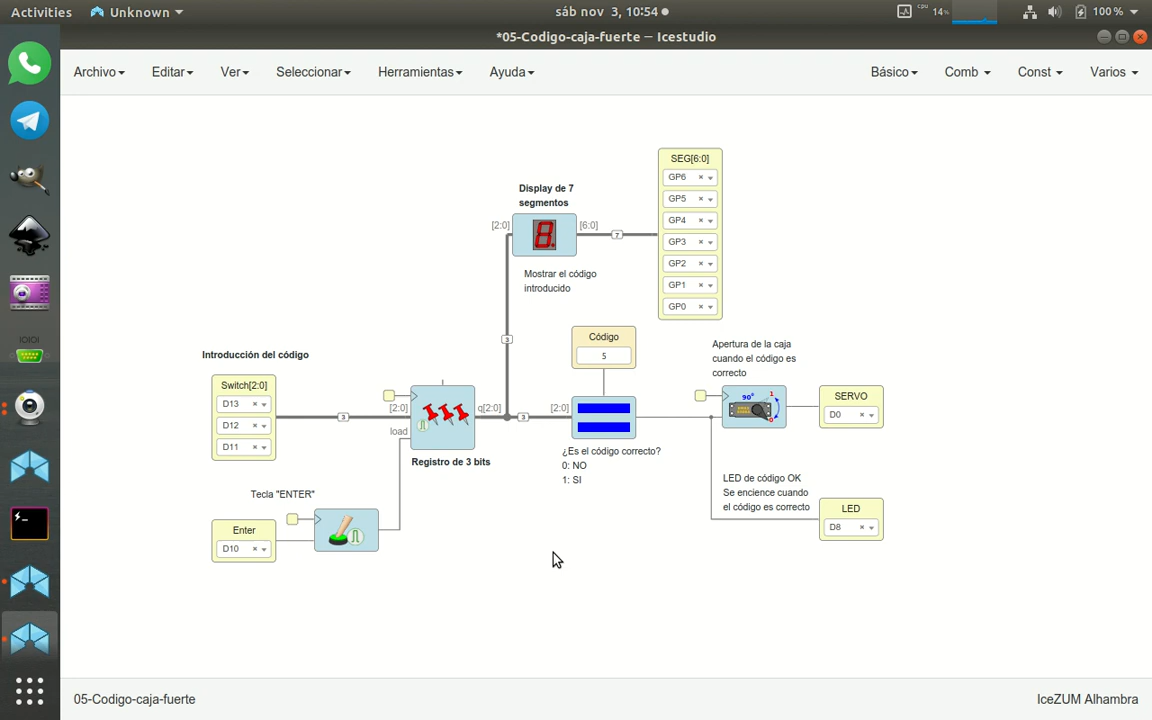 Activities
Unknown
sáb nov 3, 10:54
cpu
14%
100 %
*05-Codigo-caja-fuerte — Icestudio
Archivo
Editar
Ver
Seleccionar
Herramientas
Ayuda
Básico
Comb
Const
Varios
SEG[6:0]
GP6
GP5
GP4
GP3
GP2
GP1
GP0
Display de 7
segmentos
[2:0]
[6:0]
7
Mostrar el código
introducido
3
Código
5
Apertura de la caja
cuando el código es
correcto
Introducción del código
Switch[2:0]
D13
D12
D11
3
[2:0]
load
q[2:0]
3
[2:0]
90°
1
0
SERVO
D0
Registro de 3 bits
¿Es el código correcto?
0: NO
1: SI
Tecla "ENTER"
Enter
D10
LED de código OK
Se encience cuando
el código es correcto
LED
D8
IOIOI
05-Codigo-caja-fuerte
IceZUM Alhambra